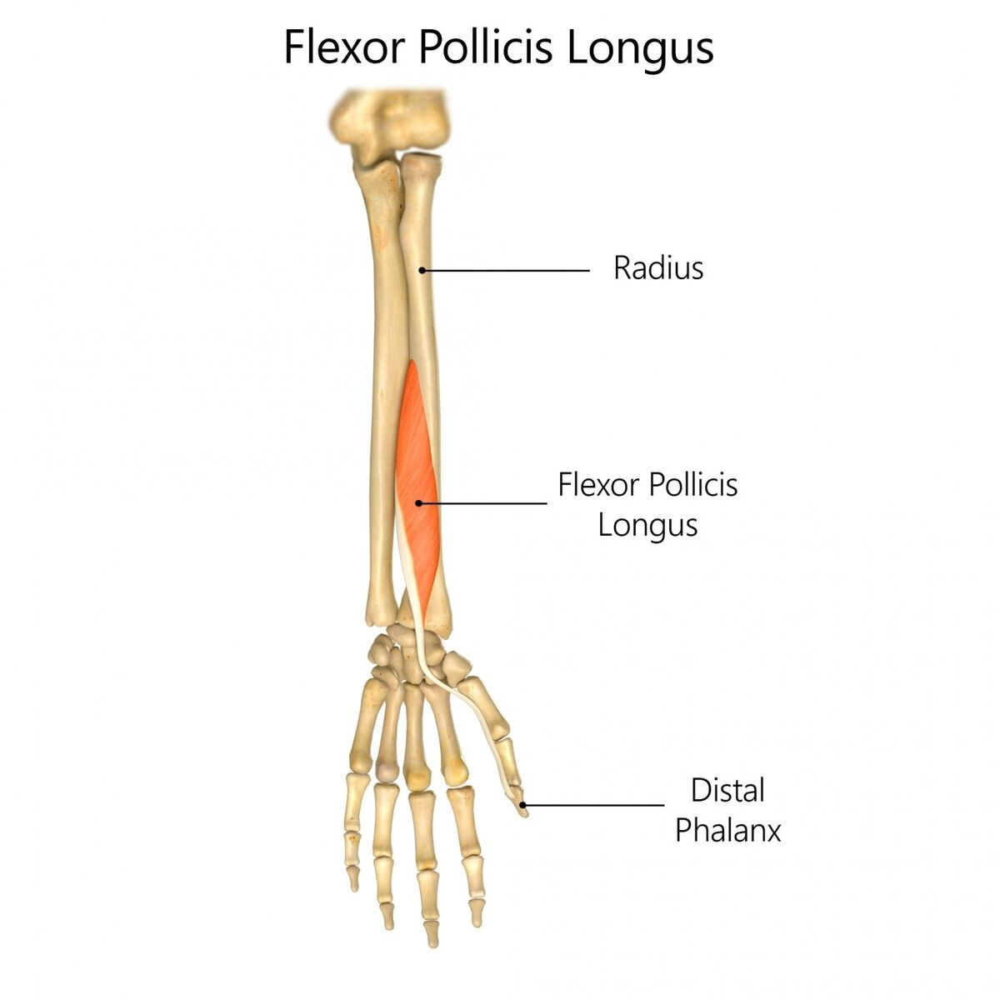 Flexor Pollicis Longus
Radius
Flexor Pollicis
Longus
Distal
Phalanx